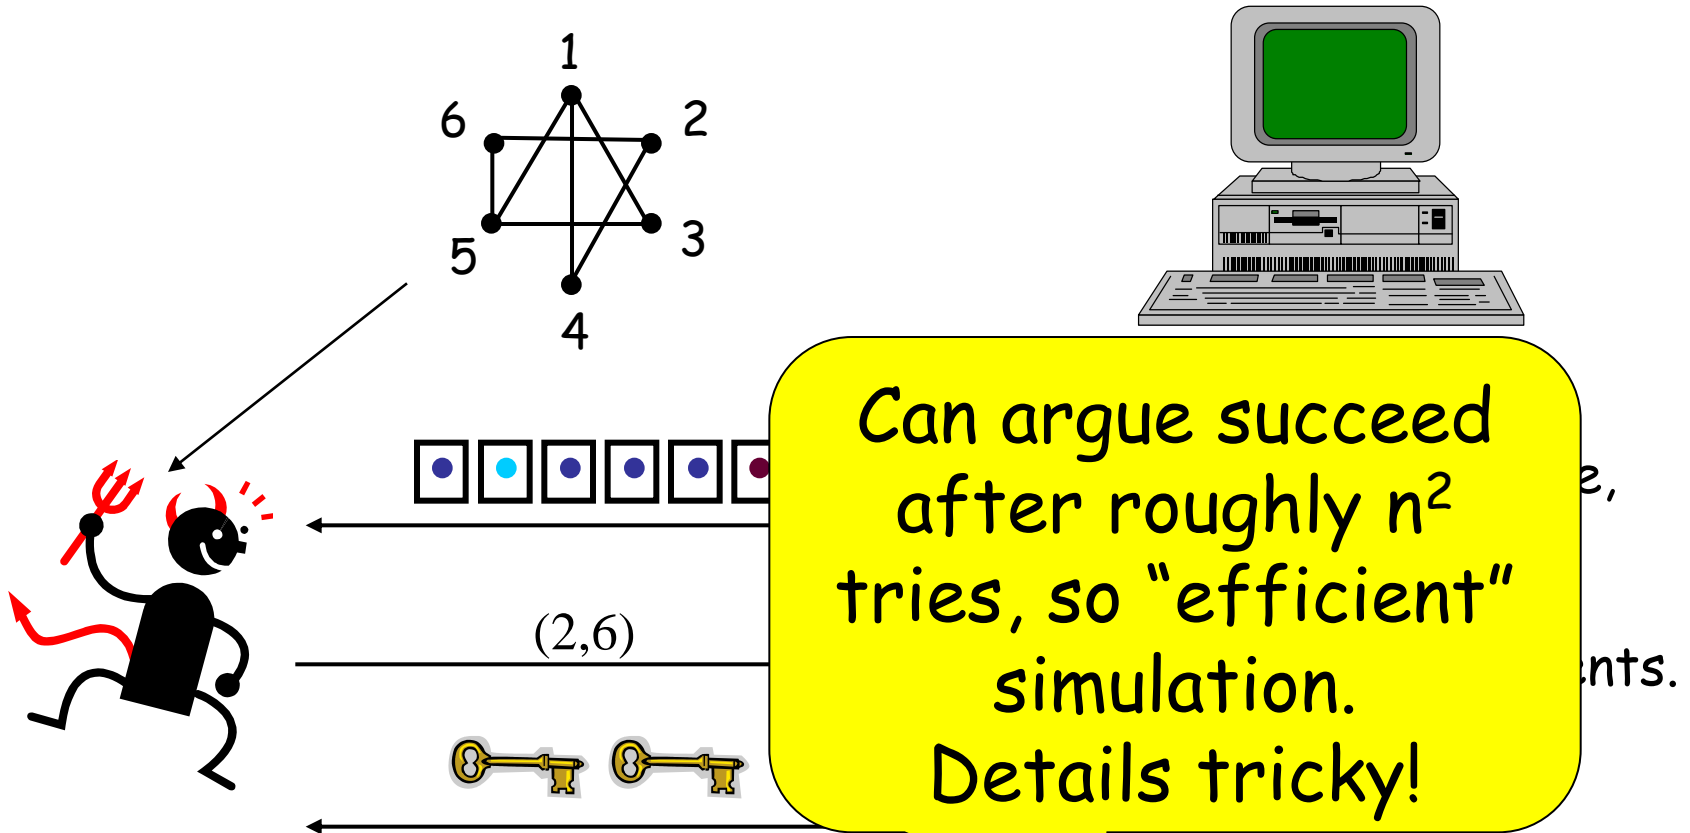 1
6
2
5
3
4
Can argue succeed
after roughly n²
tries, so “efficient”
simulation.
Details tricky!
e,
(2,6)
nts.